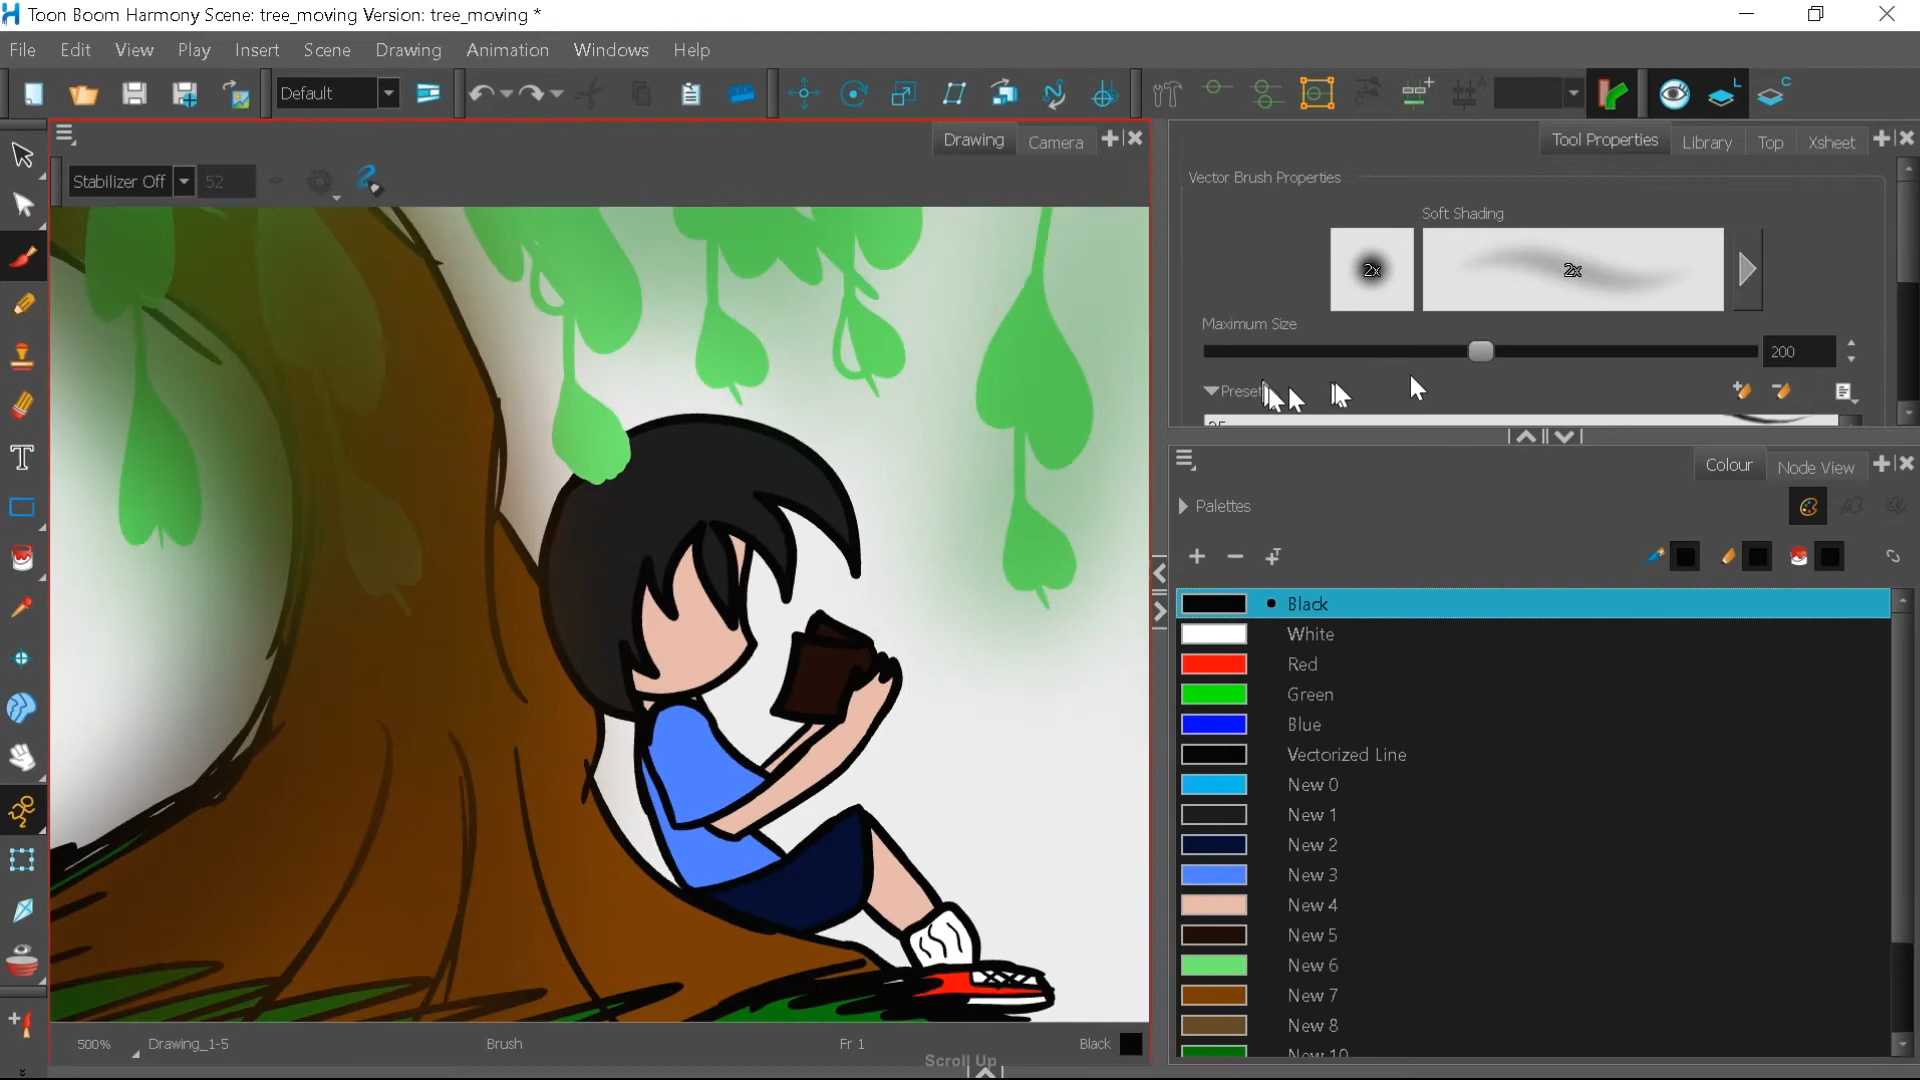 Toon Boom Harmony Scene: tree_moving Version: tree_moving *
File Edit View Play Insert Scene Drawing Animation Windows Help
Default
Drawing Camera
Tool Properties Library Top Xsheet
Stabilizer Off 52
Vector Brush Properties
Soft Shading
2x 2x
Maximum Size
200
Preset
Colour Node View
Palettes
Black
White
Red
Green
Blue
Vectorized Line
New 0
New 1
New 2
New 3
New 4
New 5
New 6
New 7
New 8
New 10
500% Drawing_1-5 Brush Fr 1 Black
Scroll Up